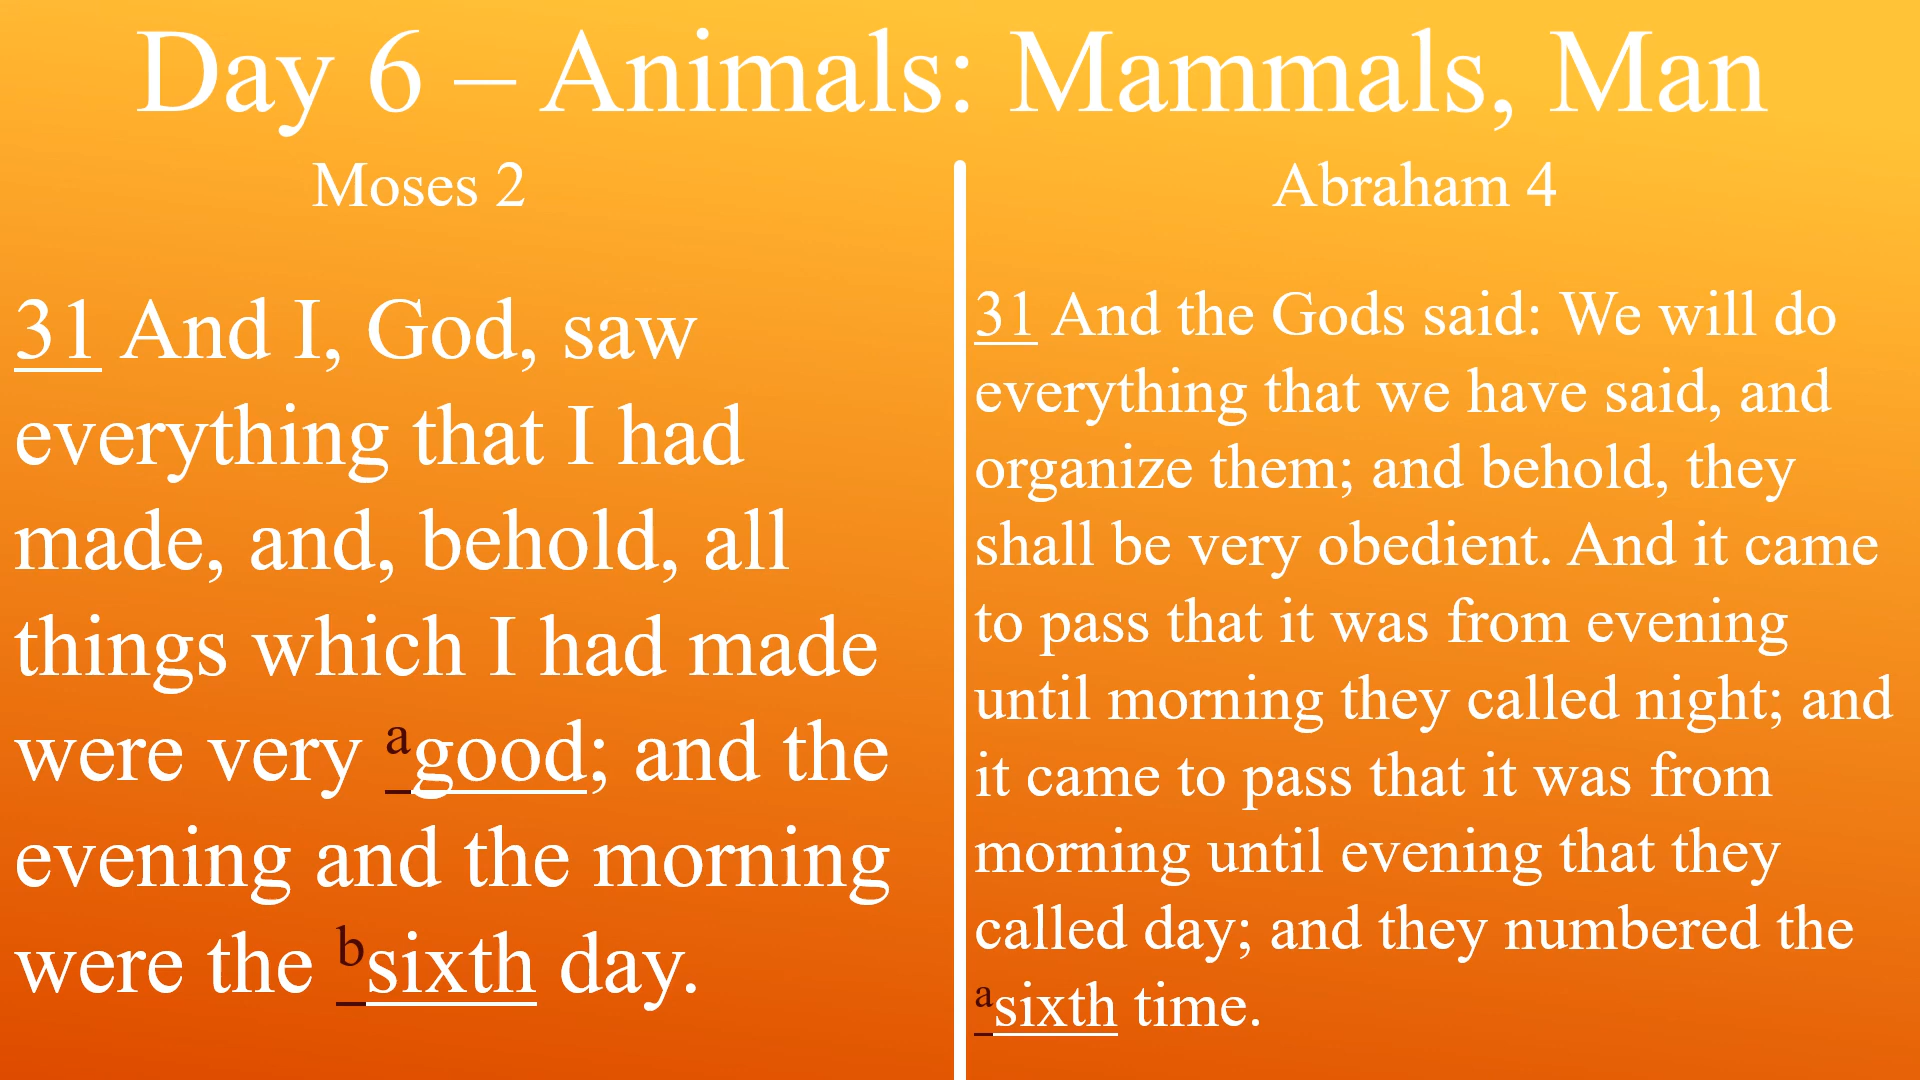 Day 6 – Animals: Mammals, Man
Moses 2
31 And I, God, saw
everything that I had
made, and, behold, all
things which I had made
were very agood; and the
evening and the morning
were the bsixth day.
Abraham 4
31 And the Gods said: We will do
everything that we have said, and
organize them; and behold, they
shall be very obedient. And it came
to pass that it was from evening
until morning they called night; and
it came to pass that it was from
morning until evening that they
called day; and they numbered the
asixth time.